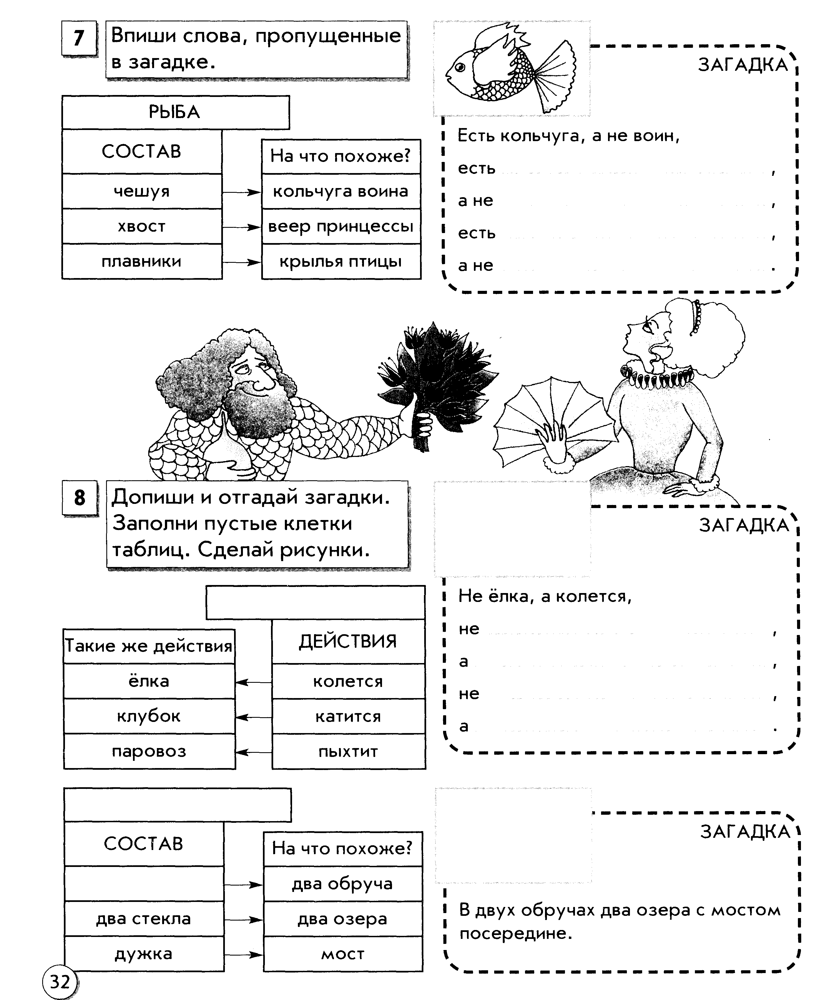 7
Впиши слова, пропущенные
в загадке.
РЫБА
СОСТАВ
На что похоже?
чешуя
кольчуга воина
хвост
веер принцессы
плавники
крылья птицы
ЗАГАДКА
Есть кольчуга, а не воин,
есть ,
а не ,
есть ,
а не .
8
Допиши и отгадай загадки.
Заполни пустые клетки
таблиц. Сделай рисунки.
Такие же действия
ДЕЙСТВИЯ
ёлка
колется
клубок
катится
паровоз
пыхтит
ЗАГАДКА
Не ёлка, а колется,
не ,
а ,
не ,
а .
СОСТАВ
На что похоже?
два обруча
два стекла
два озера
дужка
мост
ЗАГАДКА
В двух обручах два озера с мостом
посередине.
32